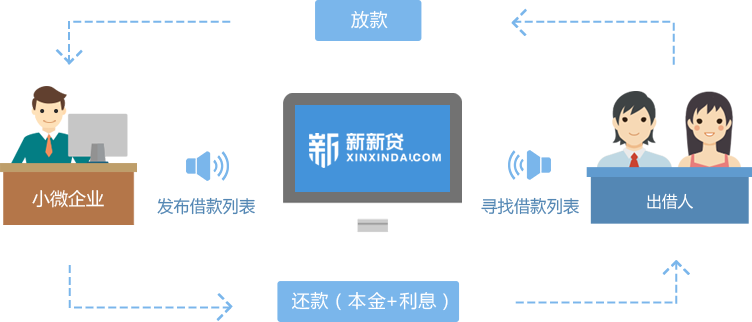 放款
新新贷
XINXINDAI.COM
小微企业
发布借款列表
寻找借款列表
出借人
还款（本金+利息）